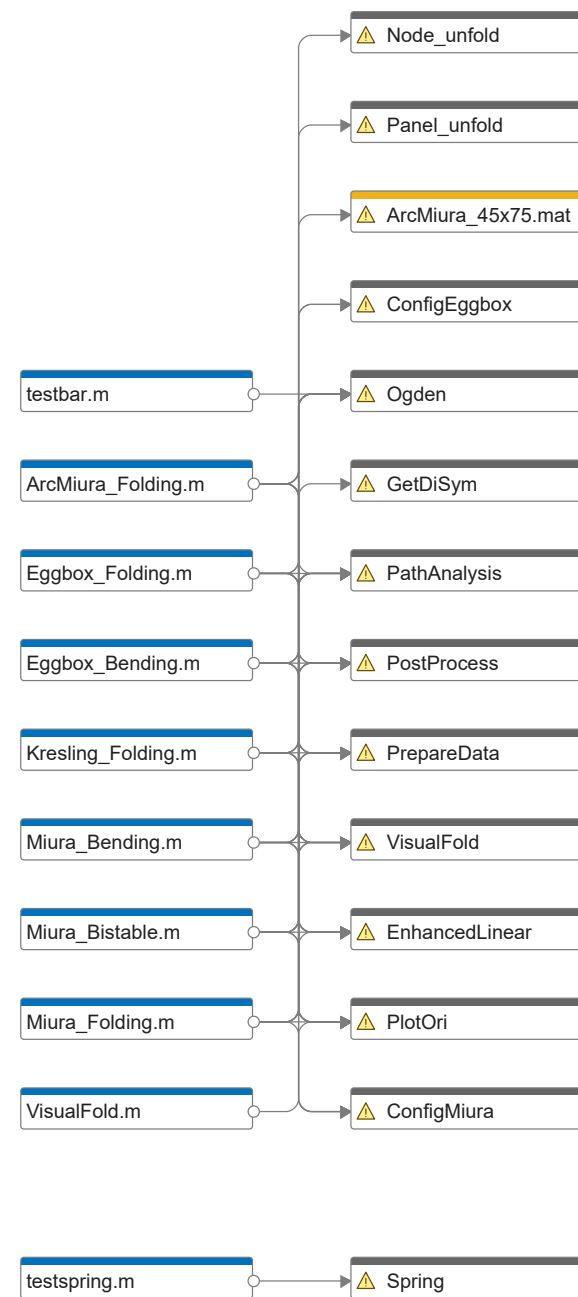 Node_unfold
Panel_unfold
ArcMiura_45x75.mat
ConfigEggbox
testbar.m
Ogden
ArcMiura_Folding.m
GetDiSym
Eggbox_Folding.m
PathAnalysis
Eggbox_Bending.m
PostProcess
Kresling_Folding.m
PrepareData
Miura_Bending.m
VisualFold
Miura_Bistable.m
EnhancedLinear
Miura_Folding.m
PlotOri
VisualFold.m
ConfigMiura
testspring.m
Spring